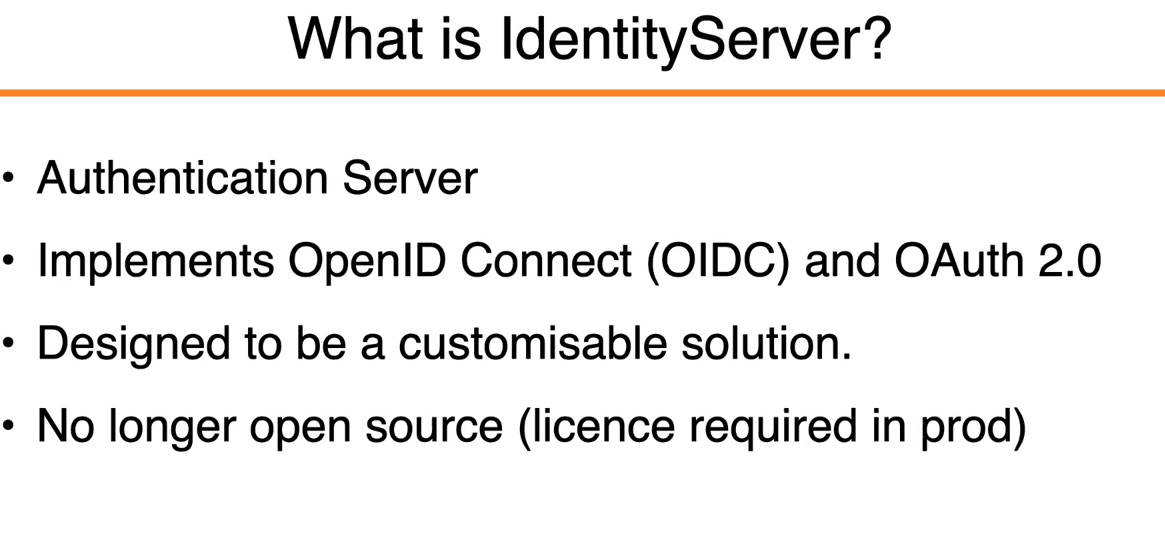 What is IdentityServer?
• Authentication Server
• Implements OpenID Connect (OIDC) and OAuth 2.0
• Designed to be a customisable solution.
• No longer open source (licence required in prod)